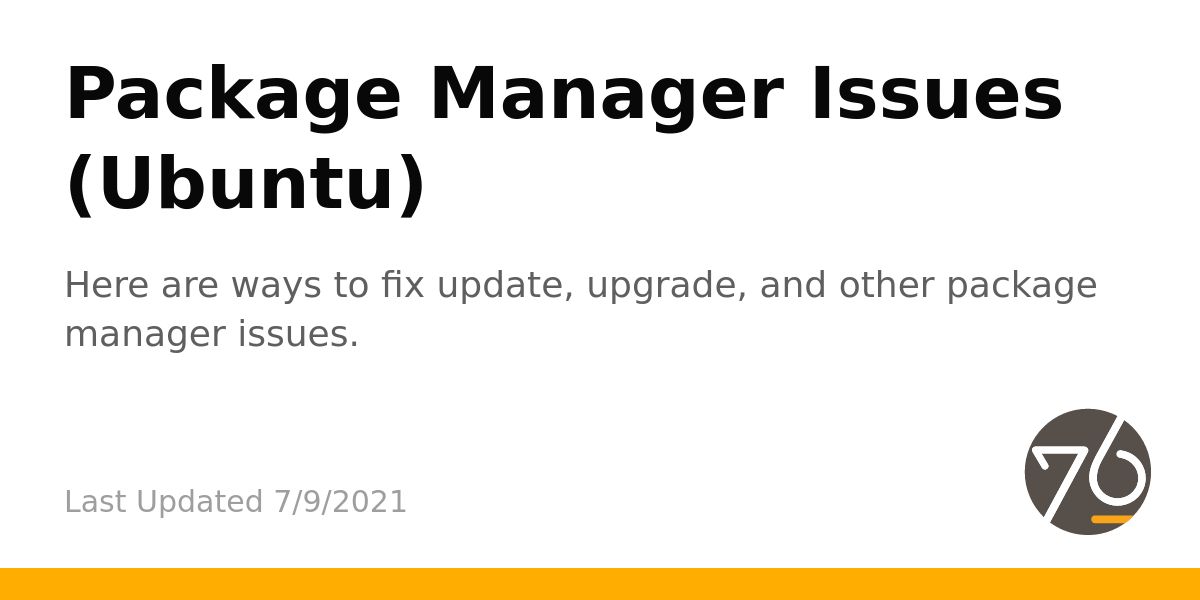 Package Manager Issues
(Ubuntu)
Here are ways to fix update, upgrade, and other package
manager issues.
Last Updated 7/9/2021
76